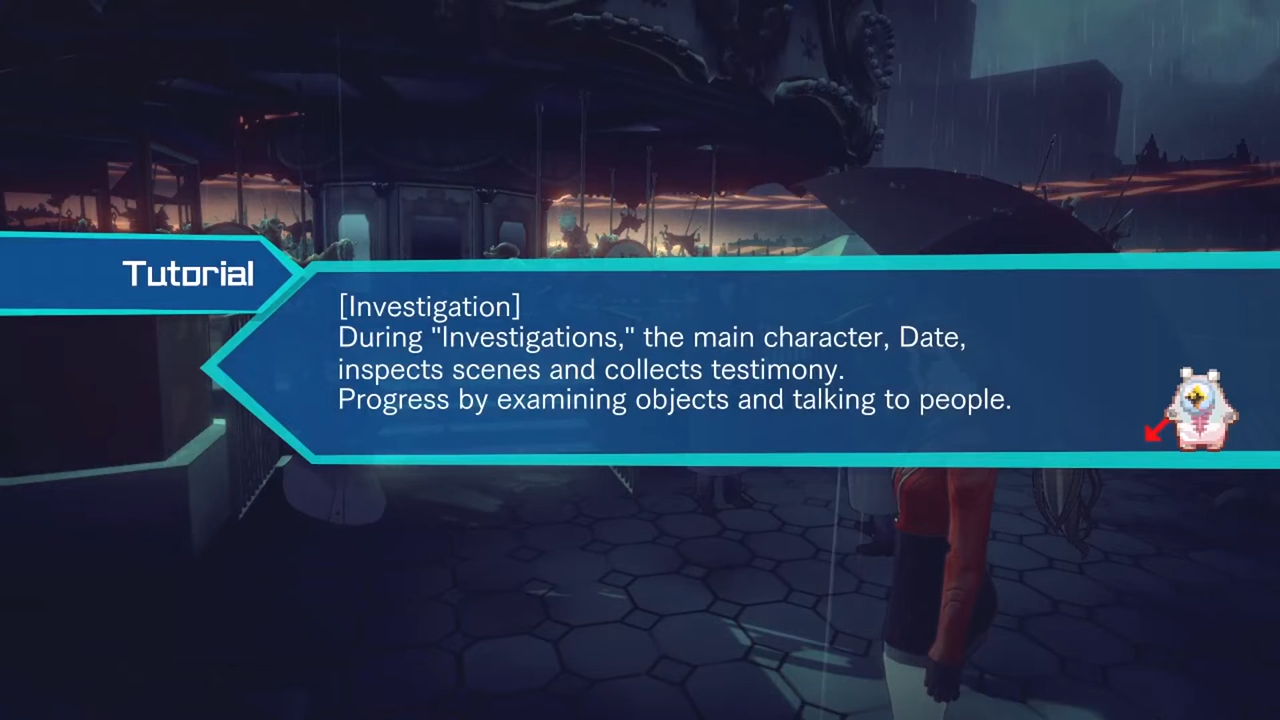 Tutorial
[Investigation]
During "Investigations," the main character, Date,
inspects scenes and collects testimony.
Progress by examining objects and talking to people.